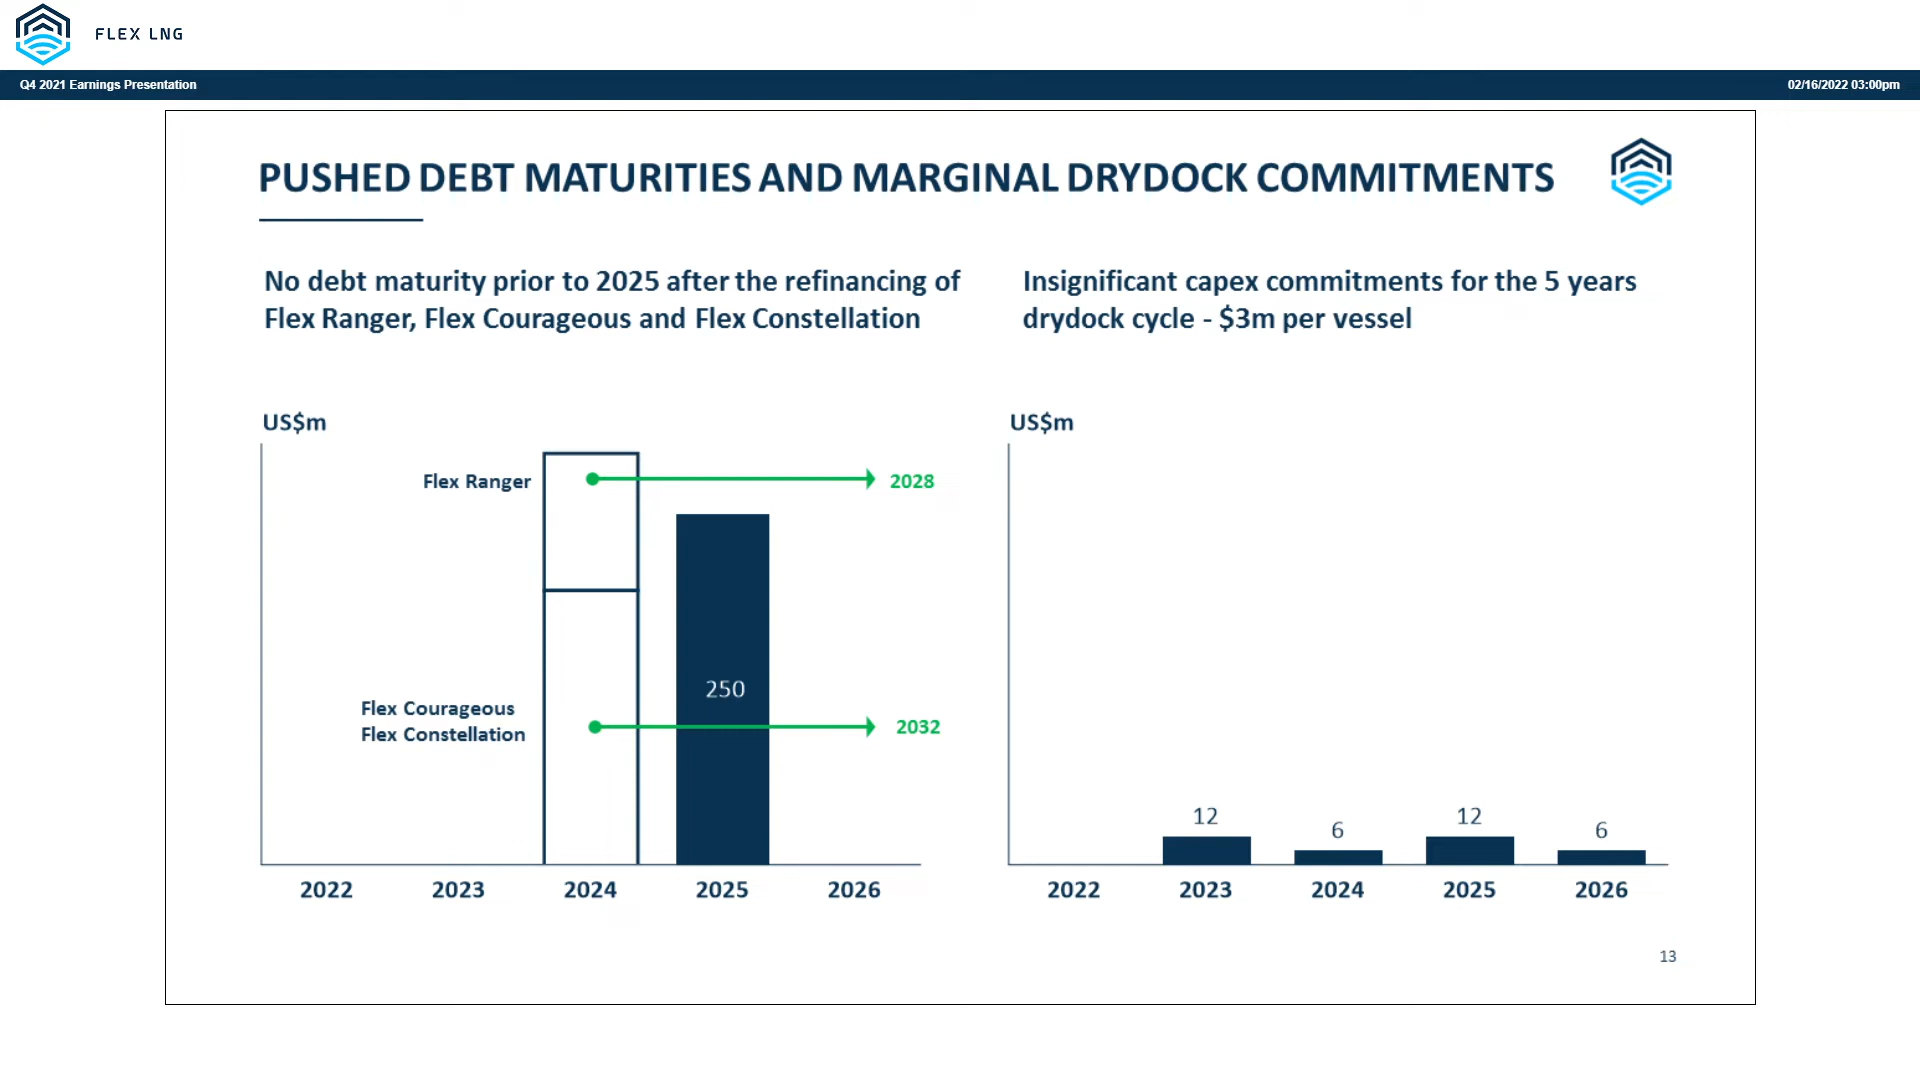 FLEX LNG
Q4 2021 Earnings Presentation
02/16/2022 03:00pm
PUSHED DEBT MATURITIES AND MARGINAL DRYDOCK COMMITMENTS
No debt maturity prior to 2025 after the refinancing of
Flex Ranger, Flex Courageous and Flex Constellation
US$m
Flex Ranger
2028
250
Flex Courageous
Flex Constellation
2032
2022 2023 2024 2025 2026
Insignificant capex commitments for the 5 years
drydock cycle - $3m per vessel
US$m
12 6 12 6
2022 2023 2024 2025 2026
13